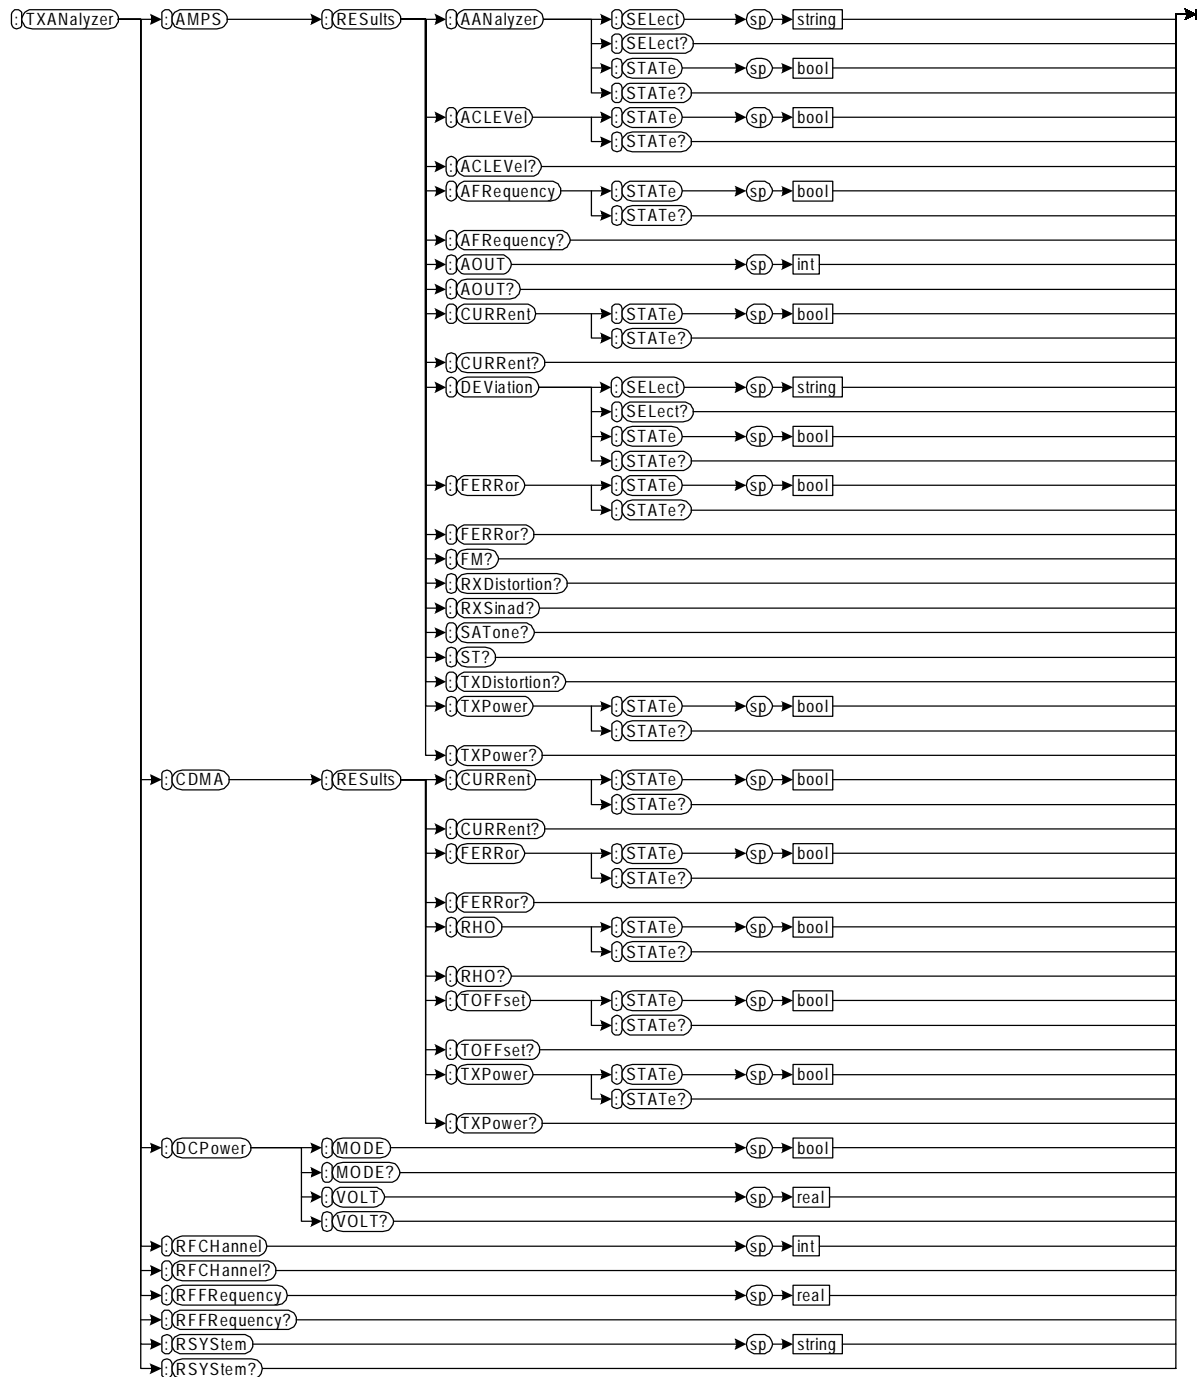 :TXANalyzer :AMPS :RESults :AANalyzer :SELect sp string
:SELect?
:STATe sp bool
:STATe?
:ACLEVel :STATe sp bool
:STATe?
:ACLEVel?
:AFRequency :STATe sp bool
:STATe?
:AFRequency?
:AOUT sp int
:AOUT?
:CURRent :STATe sp bool
:STATe?
:CURRent?
:DEViation :SELect sp string
:SELect?
:STATe sp bool
:STATe?
:FERRor :STATe sp bool
:STATe?
:FERRor?
:FM?
:RXDistortion?
:RXSinad?
:SATone?
:ST?
:TXDistortion?
:TXPower :STATe sp bool
:STATe?
:TXPower?
:CDMA :RESults :CURRent :STATe sp bool
:STATe?
:CURRent?
:FERRor :STATe sp bool
:STATe?
:FERRor?
:RHO :STATe sp bool
:STATe?
:RHO?
:TOFFset :STATe sp bool
:STATe?
:TOFFset?
:TXPower :STATe sp bool
:STATe?
:TXPower?
:DCPower :MODE sp bool
:MODE?
:VOLT sp real
:VOLT?
:RFCHannel sp int
:RFCHannel?
:RFFRequency sp real
:RFFRequency?
:RSYStem sp string
:RSYStem?